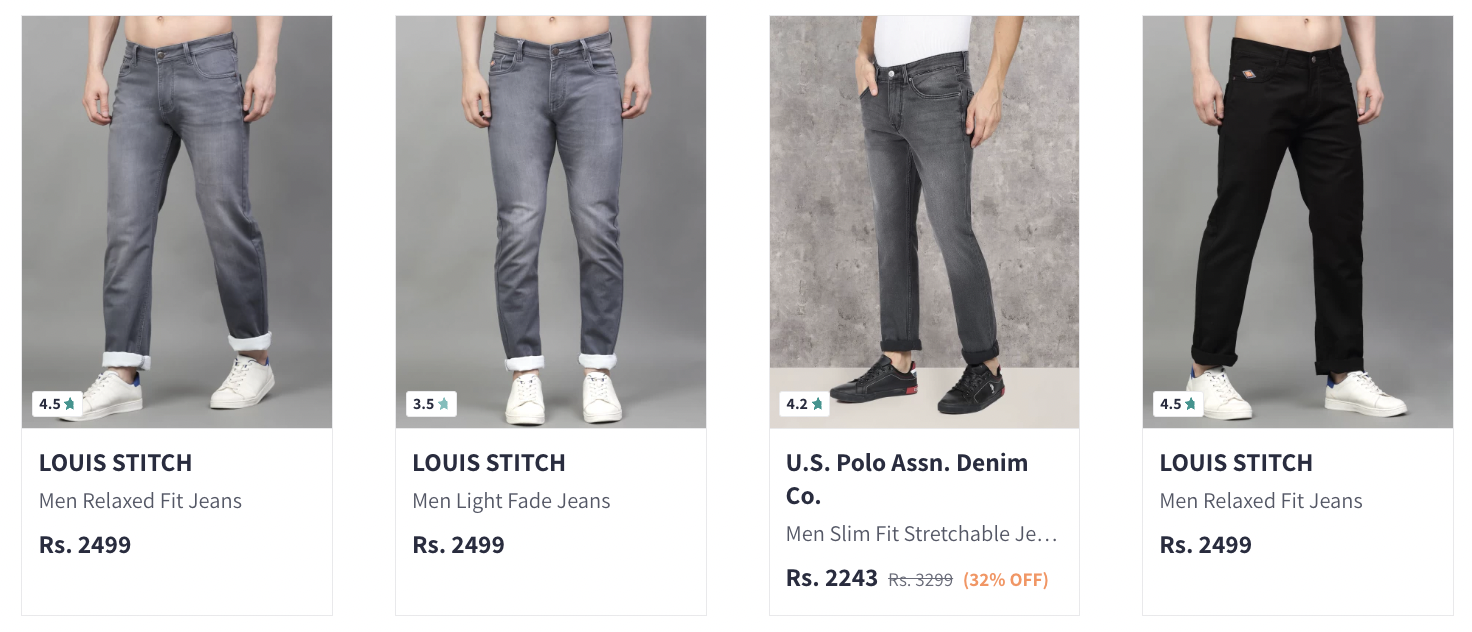 4.5
LOUIS STITCH
Men Relaxed Fit Jeans
Rs. 2499
3.5
LOUIS STITCH
Men Light Fade Jeans
Rs. 2499
4.2
U.S. Polo Assn. Denim
Co.
Men Slim Fit Stretchable Je...
Rs. 2243 Rs. 3299 (32% OFF)
4.5
LOUIS STITCH
Men Relaxed Fit Jeans
Rs. 2499